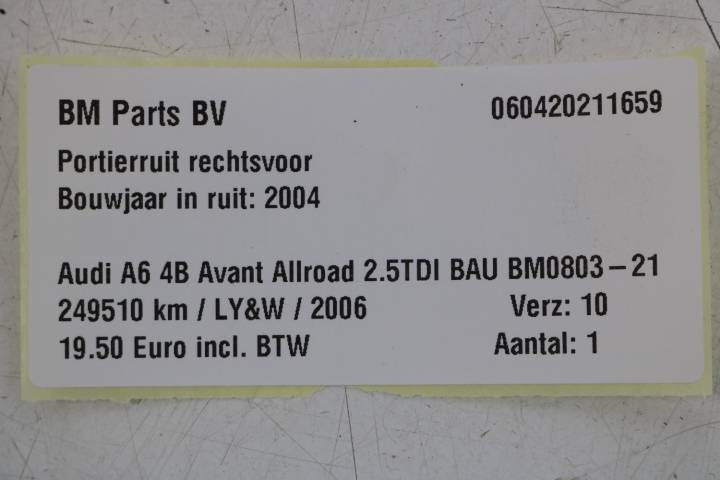 BM Parts BV 060420211659
Portierruit rechtsvoor
Bouwjaar in ruit: 2004
Audi A6 4B Avant Allroad 2.5TDI BAU BM0803-21
249510 km / LY&W / 2006 Verz: 10
19.50 Euro incl. BTW Aantal: 1